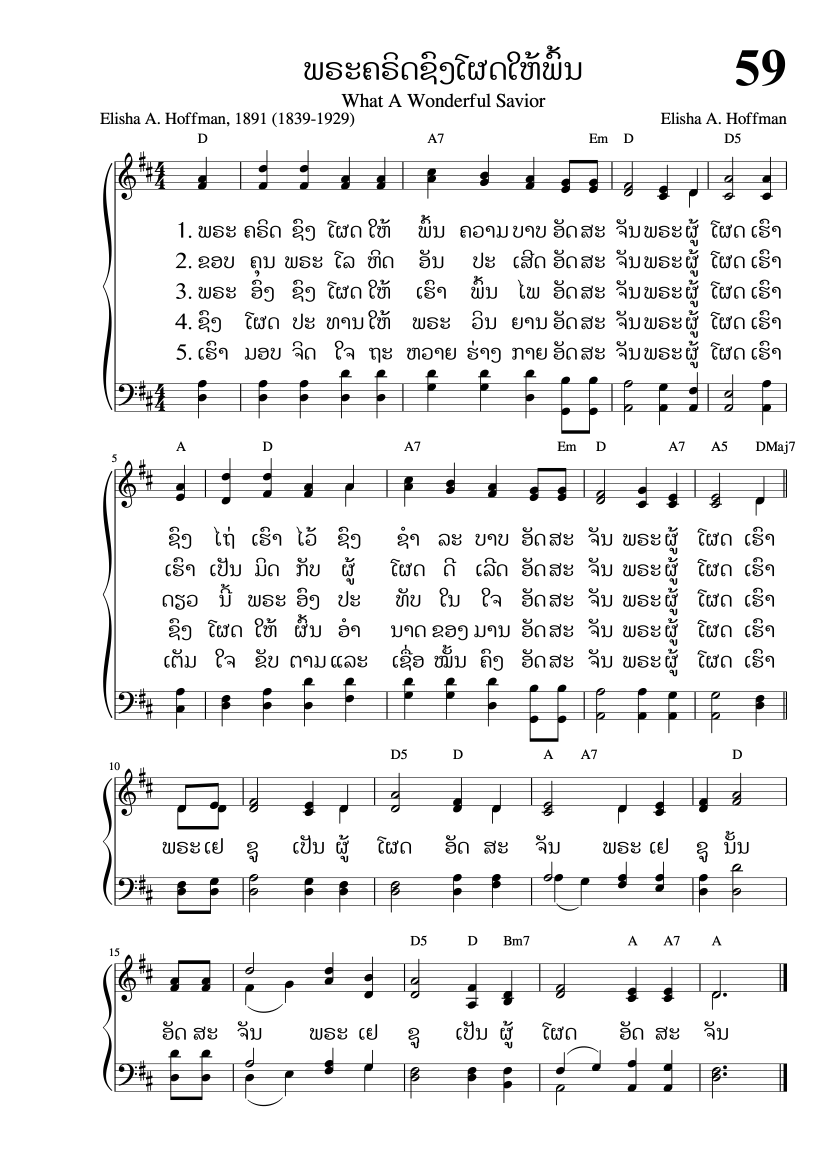 ພຣະຄຣິດຊົງໂຜດໃຫ້ພົ້ນ
59
What A Wonderful Savior
Elisha A. Hoffman, 1891 (1839-1929)
Elisha A. Hoffman
D A7 Em D D5
4 4
1. ພຣະ ຄຣິດ ຊົງ ໂຜດ ໃຫ້ ພົ້ນ ຄວາມ ບາບ ອັດ ສະ ຈັນ ພຣະ ຜູ້ ໂຜດ ເຮົາ
2. ຂອບ ຄຸນ ພຣະ ໂລ ຫິດ ອັນ ປະ ເສີດ ອັດ ສະ ຈັນ ພຣະ ຜູ້ ໂຜດ ເຮົາ
3. ພຣະ ອົງ ຊົງ ໂຜດ ໃຫ້ ເຮົາ ພົ້ນ ໄພ ອັດ ສະ ຈັນ ພຣະ ຜູ້ ໂຜດ ເຮົາ
4. ຊົງ ໂຜດ ປະ ທານ ໃຫ້ ພຣະ ວິນ ຍານ ອັດ ສະ ຈັນ ພຣະ ຜູ້ ໂຜດ ເຮົາ
5. ເຮົາ ມອບ ຈິດ ໃຈ ຖະ ຫວາຍ ຮ່າງ ກາຍ ອັດ ສະ ຈັນ ພຣະ ຜູ້ ໂຜດ ເຮົາ
4 4
5 A D A7 Em D A7 A5 DMaj7
ຊົງ ໄຖ່ ເຮົາ ໄວ້ ຊົງ ຊຳ ລະ ບາບ ອັດ ສະ ຈັນ ພຣະ ຜູ້ ໂຜດ ເຮົາ
ເຮົາ ເປັນ ມິດ ກັບ ຜູ້ ໂຜດ ດີ ເລີດ ອັດ ສະ ຈັນ ພຣະ ຜູ້ ໂຜດ ເຮົາ
ດຽວ ນີ້ ພຣະ ອົງ ປະ ທັບ ໃນ ໃຈ ອັດ ສະ ຈັນ ພຣະ ຜູ້ ໂຜດ ເຮົາ
ຊົງ ໂຜດ ໃຫ້ ຜົ້ນ ອຳ ນາດ ຂອງ ມານ ອັດ ສະ ຈັນ ພຣະ ຜູ້ ໂຜດ ເຮົາ
ເຕັມ ໃຈ ຂັບ ຕາມ ແລະ ເຊື່ອ ໝັ້ນ ຄົງ ອັດ ສະ ຈັນ ພຣະ ຜູ້ ໂຜດ ເຮົາ
10 D5 D A A7 D
ພຣະ ເຢ ຊູ ເປັນ ຜູ້ ໂຜດ ອັດ ສະ ຈັນ ພຣະ ເຢ ຊູ ນັ້ນ
15 D5 D Bm7 A A7 A
ອັດ ສະ ຈັນ ພຣະ ເຢ ຊູ ເປັນ ຜູ້ ໂຜດ ອັດ ສະ ຈັນ